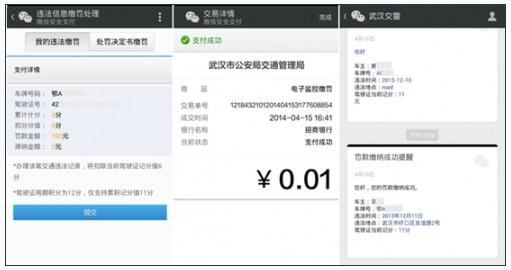 违法信息缴罚处理
微信安全支付
我的违法缴罚
处罚决定书缴罚
支付详情
车牌号码： 鄂A
驾驶证号： 42
累计计分： 0分
扣分分值： 6分
罚款金额： 100元
滞纳金额： 0元
*办理该笔交通违法记录，将扣除当前驾驶证记分值6
分
*驾驶证周期积分为12分，仅支持累积记分值11分
提交
交易详情
微信安全支付
完成
支付成功
武汉市公安局交通管理局
商 品
电子监控缴罚
交易单号
1218432101201404153177608854
成交时间
2014-04-15 16:41
银行名称
招商银行
当前状态
支付成功
¥ 0.01
武汉交警
4月16日
你好
车主：黄
车牌号：A
违法时间：2013-12-10
违法地点：road
驾驶证当前记分：11
无
罚款缴纳成功提醒
4月16日
您好，您的罚款缴纳成功。
车主：李
车牌号：鄂A
违法时间：2013年12月11日
违法地点：武汉市硚口区友谊路2号
驾驶证当前记分：11分